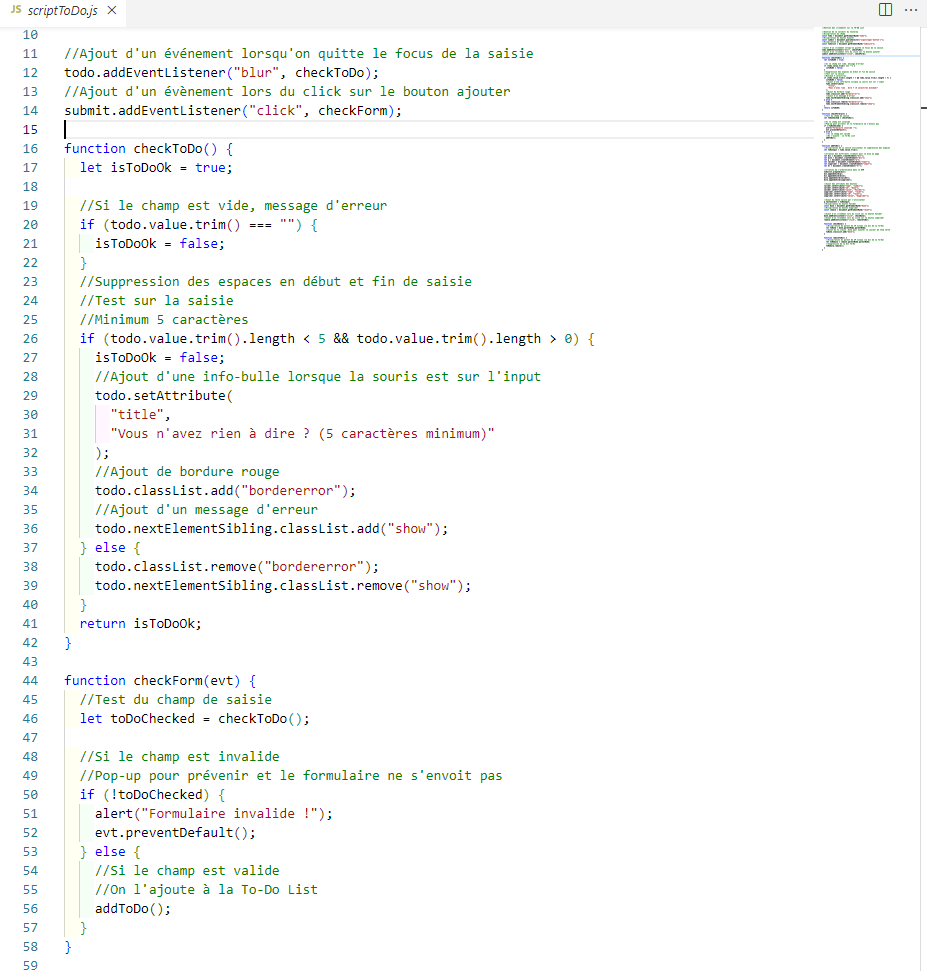 JS scriptToDo.js ×
10
11 //Ajout d'un événement lorsqu'on quitte le focus de la saisie
12 todo.addEventListener("blur", checkToDo);
13 //Ajout d'un évènement lors du click sur le bouton ajouter
14 submit.addEventListener("click", checkForm);
15
16 function checkToDo() {
17 let isToDoOk = true;
18
19 //Si le champ est vide, message d'erreur
20 if (todo.value.trim() === "") {
21 isToDoOk = false;
22 }
23 //Suppression des espaces en début et fin de saisie
24 //Test sur la saisie
25 //Minimum 5 caractères
26 if (todo.value.trim().length < 5 && todo.value.trim().length > 0) {
27 isToDoOk = false;
28 //Ajout d'une info-bulle lorsque la souris est sur l'input
29 todo.setAttribute(
30 "title",
31 "Vous n'avez rien à dire ? (5 caractères minimum)"
32 );
33 //Ajout de bordure rouge
34 todo.classList.add("bordererror");
35 //Ajout d'un message d'erreur
36 todo.nextElementSibling.classList.add("show");
37 } else {
38 todo.classList.remove("bordererror");
39 todo.nextElementSibling.classList.remove("show");
40 }
41 return isToDoOk;
42 }
43
44 function checkForm(evt) {
45 //Test du champ de saisie
46 let toDoChecked = checkToDo();
47
48 //Si le champ est invalide
49 //Pop-up pour prévenir et le formulaire ne s'envoit pas
50 if (!toDoChecked) {
51 alert("Formulaire invalide !");
52 evt.preventDefault();
53 } else {
54 //Si le champ est valide
55 //On l'ajoute à la To-Do List
56 addToDo();
57 }
58 }
59